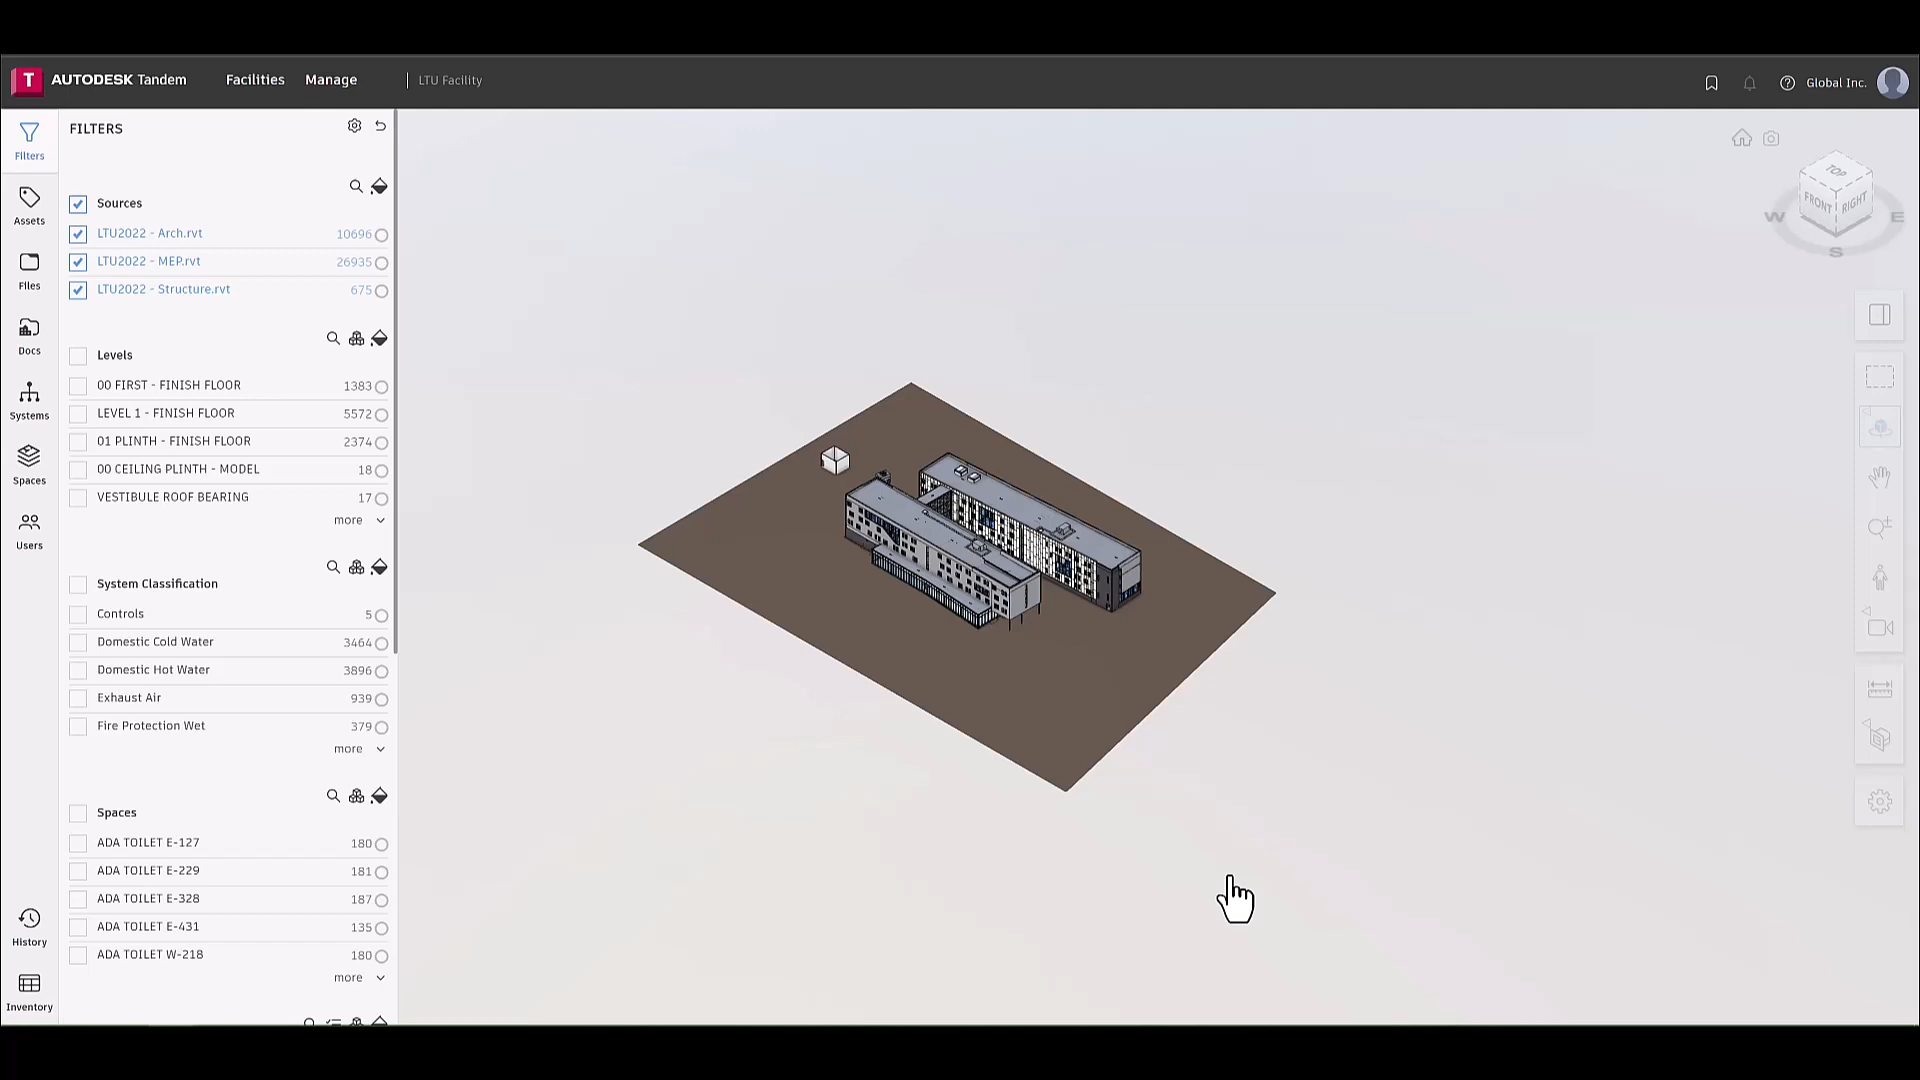 T AUTODESK Tandem Facilities Manage LTU Facility Global Inc.
Filters
Assets
Files
Docs
Systems
Spaces
Users
History
Inventory
FILTERS
Sources
LTU2022 - Arch.rvt 10696
LTU2022 - MEP.rvt 26935
LTU2022 - Structure.rvt 675
Levels
00 FIRST - FINISH FLOOR 1383
LEVEL 1 - FINISH FLOOR 5572
01 PLINTH - FINISH FLOOR 2374
00 CEILING PLINTH - MODEL 18
VESTIBULE ROOF BEARING 17
more
System Classification
Controls 5
Domestic Cold Water 3464
Domestic Hot Water 3896
Exhaust Air 939
Fire Protection Wet 379
more
Spaces
ADA TOILET E-127 180
ADA TOILET E-229 181
ADA TOILET E-328 187
ADA TOILET E-431 135
ADA TOILET W-218 180
more
TOP
FRONT RIGHT
W E
S